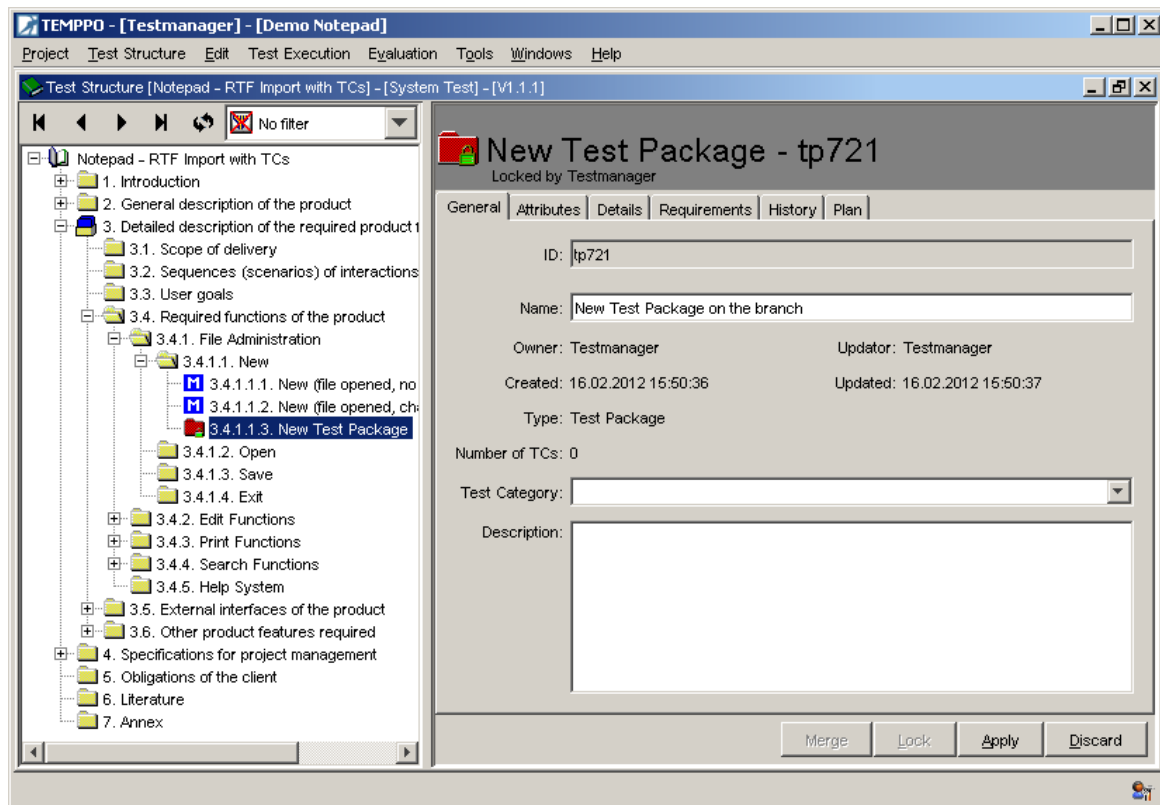 TEMPPO - [Testmanager] - [Demo Notepad]
Project Test Structure Edit Test Execution Evaluation Tools Windows Help
Test Structure [Notepad - RTF Import with TCs] - [System Test] - [V1.1.1]
No filter
Notepad - RTF Import with TCs
1. Introduction
2. General description of the product
3. Detailed description of the required product f
3.1. Scope of delivery
3.2. Sequences (scenarios) of interactions
3.3. User goals
3.4. Required functions of the product
3.4.1. File Administration
3.4.1.1. New
M 3.4.1.1.1. New (file opened, no
M 3.4.1.1.2. New (file opened, cha
3.4.1.1.3. New Test Package
3.4.1.2. Open
3.4.1.3. Save
3.4.1.4. Exit
3.4.2. Edit Functions
3.4.3. Print Functions
3.4.4. Search Functions
3.4.5. Help System
3.5. External interfaces of the product
3.6. Other product features required
4. Specifications for project management
5. Obligations of the client
6. Literature
7. Annex
New Test Package - tp721
Locked by Testmanager
General Attributes Details Requirements History Plan
ID: tp721
Name: New Test Package on the branch
Owner: Testmanager Updator: Testmanager
Created: 16.02.2012 15:50:36 Updated: 16.02.2012 15:50:37
Type: Test Package
Number of TCs: 0
Test Category:
Description:
Merge Lock Apply Discard